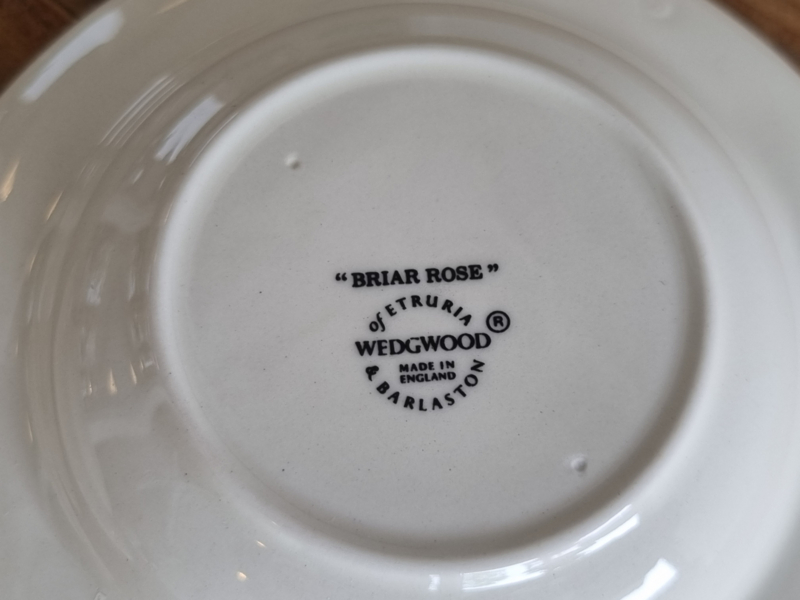 “BRIAR ROSE”
of ETRURIA
WEDGWOOD ®
MADE IN
ENGLAND
& BARLASTON